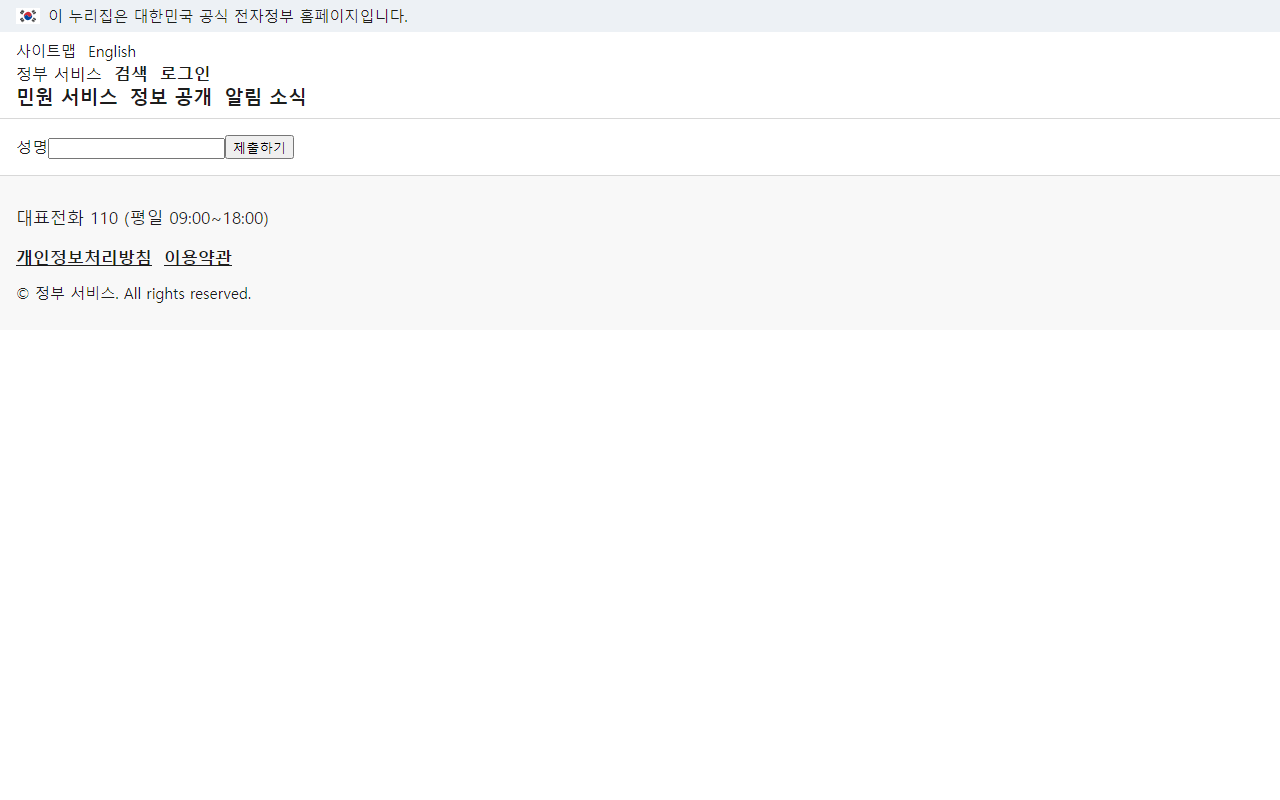 이 누리집은 대한민국 공식 전자정부 홈페이지입니다.
사이트맵 English
정부 서비스 검색 로그인
민원 서비스 정보 공개 알림 소식
성명 제출하기
대표전화 110 (평일 09:00~18:00)
개인정보처리방침 이용약관
© 정부 서비스. All rights reserved.